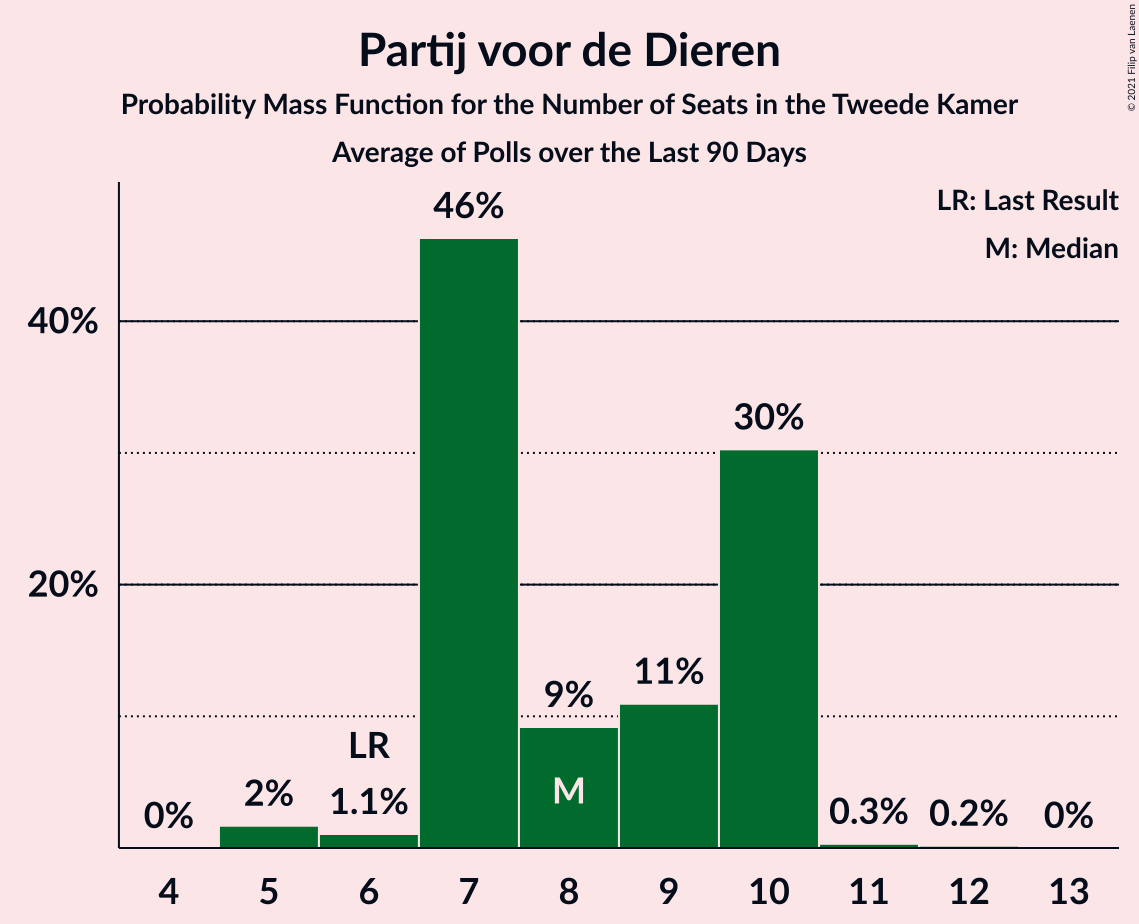 Partij voor de Dieren
Probability Mass Function for the Number of Seats in the Tweede Kamer
Average of Polls over the Last 90 Days
© 2021 Filip van Laenen
LR: Last Result
M: Median
40%
20%
0%
2%
LR
1.1%
46%
9%
M
11%
30%
0.3%
0.2%
0%
4 5 6 7 8 9 10 11 12 13